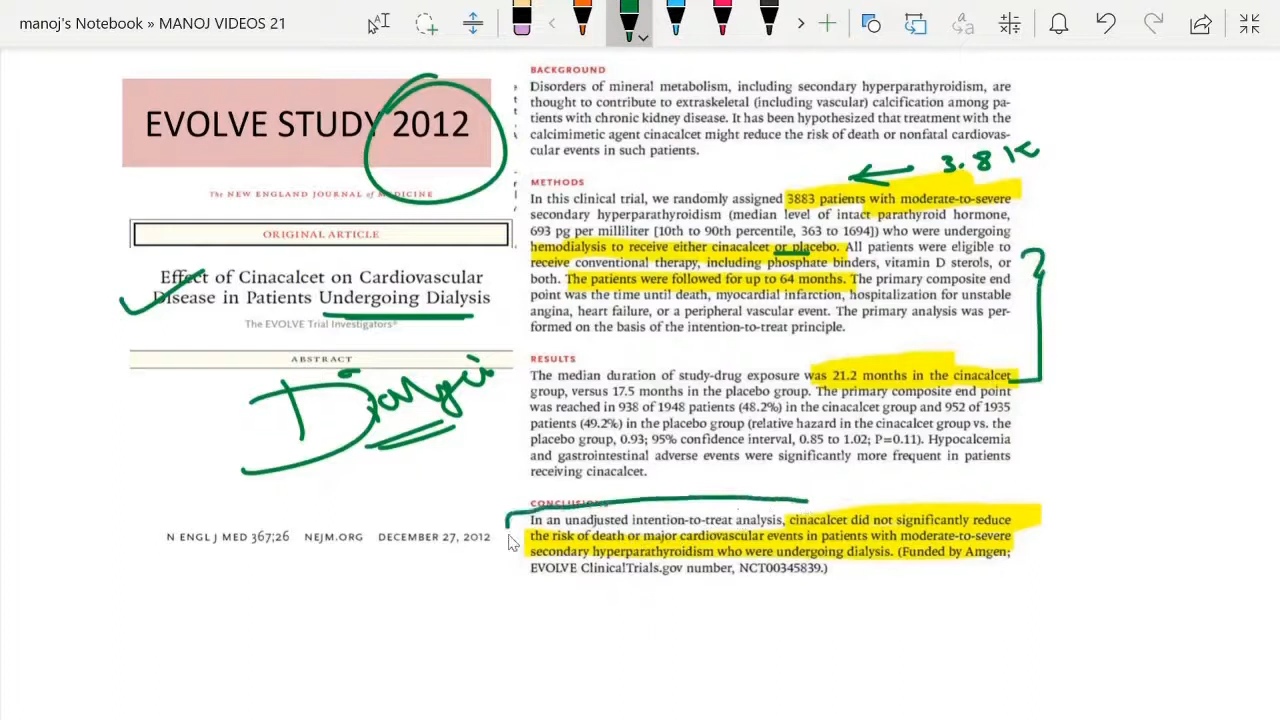 manoj's Notebook » MANOJ VIDEOS 21
EVOLVE STUDY 2012
The NEW ENGLAND JOURNAL of MEDICINE
ORIGINAL ARTICLE
Effect of Cinacalcet on Cardiovascular
Disease in Patients Undergoing Dialysis
The EVOLVE Trial Investigators*
ABSTRACT
N ENGL J MED 367;26 NEJM.ORG DECEMBER 27, 2012
BACKGROUND
Disorders of mineral metabolism, including secondary hyperparathyroidism, are
thought to contribute to extraskeletal (including vascular) calcification among pa-
tients with chronic kidney disease. It has been hypothesized that treatment with the
calcimimetic agent cinacalcet might reduce the risk of death or nonfatal cardiovas-
cular events in such patients.
3.8 K
METHODS
In this clinical trial, we randomly assigned 3883 patients with moderate-to-severe
secondary hyperparathyroidism (median level of intact parathyroid hormone,
693 pg per milliliter [10th to 90th percentile, 363 to 1694]) who were undergoing
hemodialysis to receive either cinacalcet or placebo. All patients were eligible to
receive conventional therapy, including phosphate binders, vitamin D sterols, or
both. The patients were followed for up to 64 months. The primary composite end
point was the time until death, myocardial infarction, hospitalization for unstable
angina, heart failure, or a peripheral vascular event. The primary analysis was per-
formed on the basis of the intention-to-treat principle.
?
RESULTS
The median duration of study-drug exposure was 21.2 months in the cinacalcet
group, versus 17.5 months in the placebo group. The primary composite end point
was reached in 938 of 1948 patients (48.2%) in the cinacalcet group and 952 of 1935
patients (49.2%) in the placebo group (relative hazard in the cinacalcet group vs. the
placebo group, 0.93; 95% confidence interval, 0.85 to 1.02; P=0.11). Hypocalcemia
and gastrointestinal adverse events were significantly more frequent in patients
receiving cinacalcet.
CONCLUSIONS
In an unadjusted intention-to-treat analysis, cinacalcet did not significantly reduce
the risk of death or major cardiovascular events in patients with moderate-to-severe
secondary hyperparathyroidism who were undergoing dialysis. (Funded by Amgen;
EVOLVE ClinicalTrials.gov number, NCT00345839.)